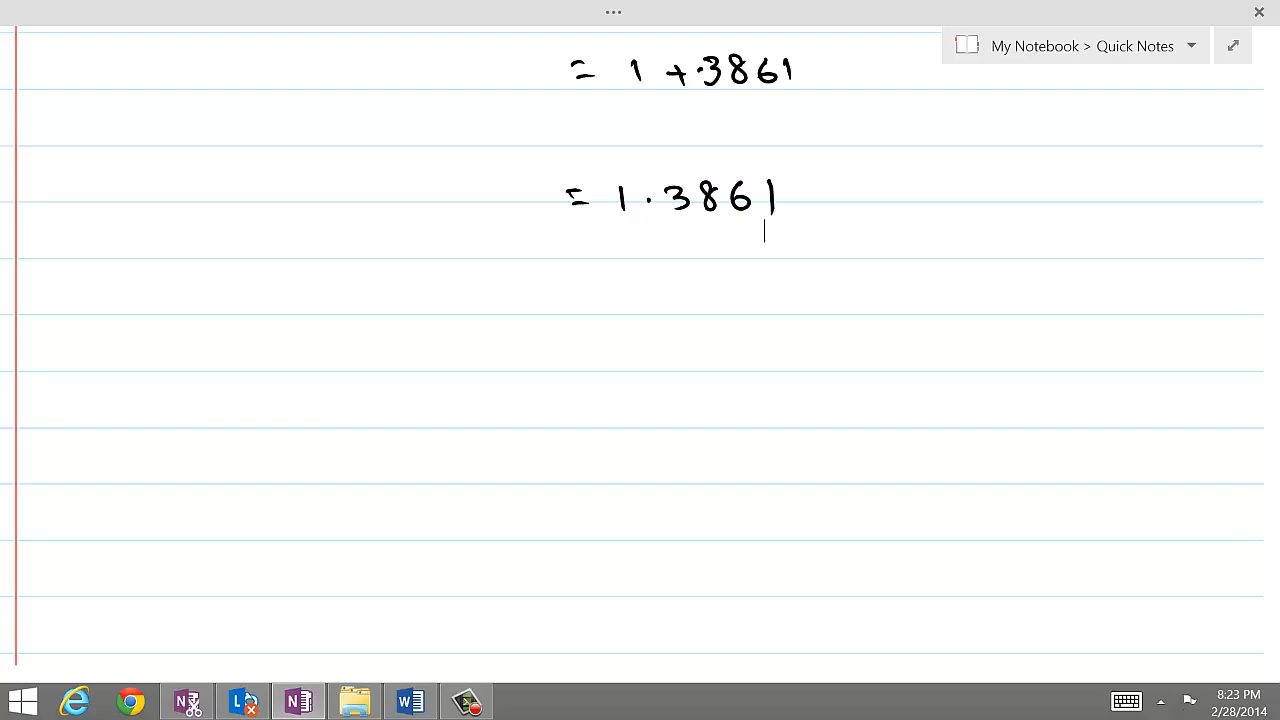 ...
My Notebook > Quick Notes
= 1 + .3861
= 1.3861
8:23 PM
2/28/2014